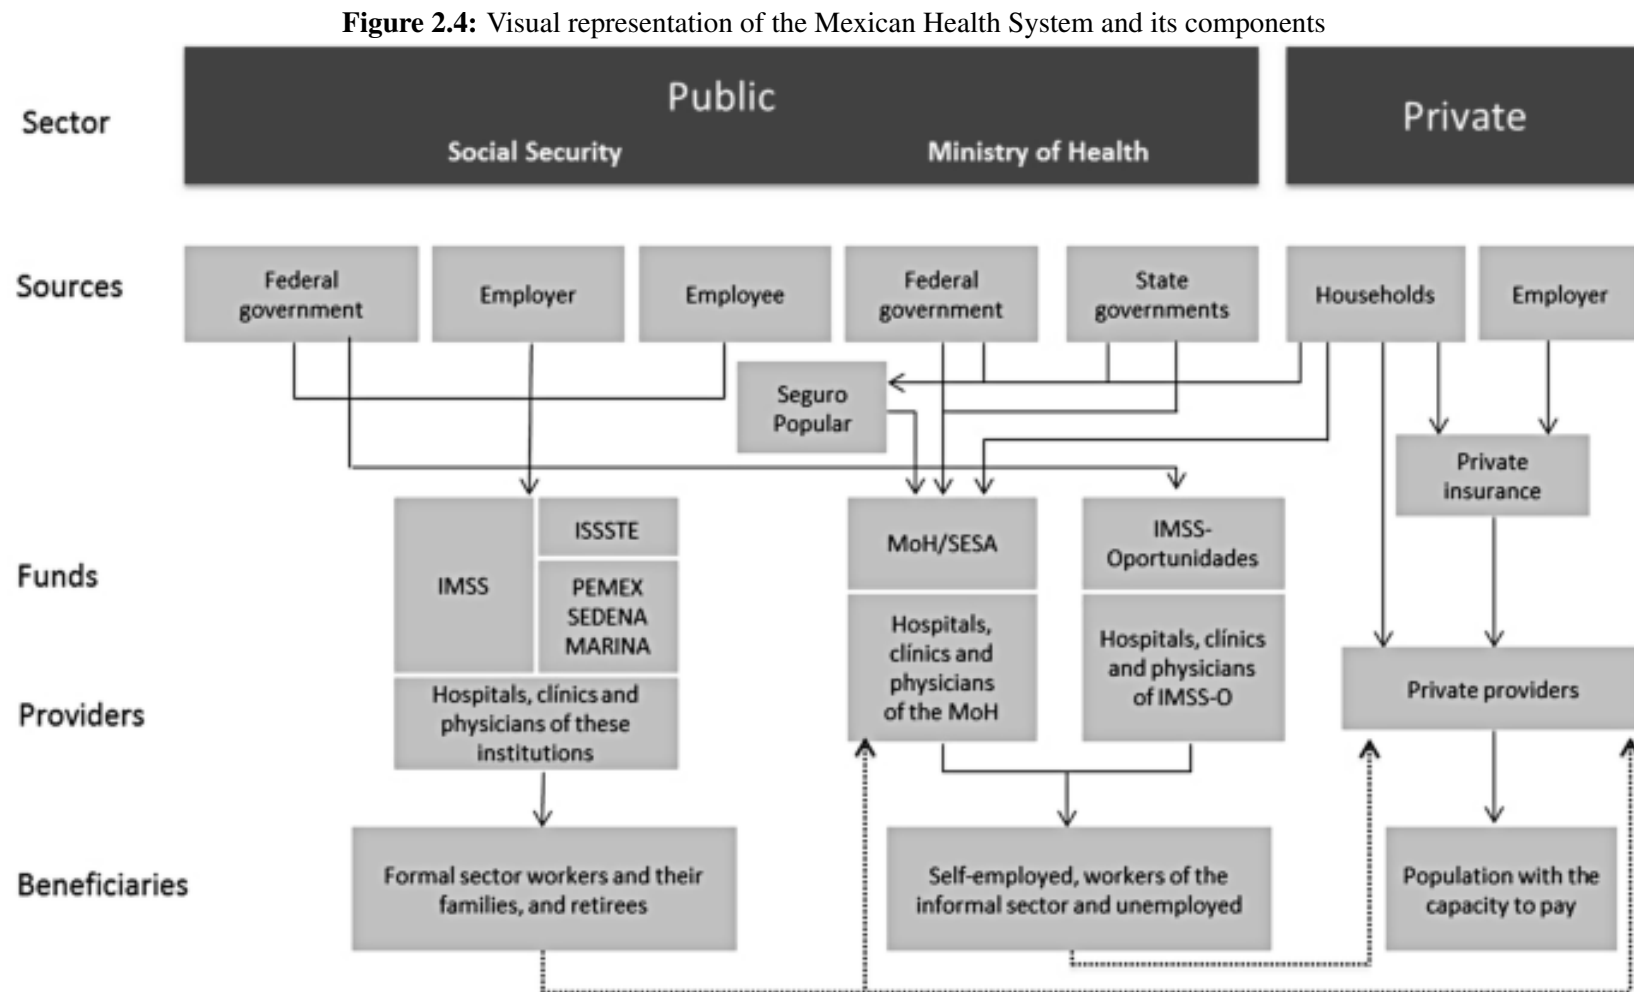 Figure 2.4: Visual representation of the Mexican Health System and its components
Sector
Public
Social Security
Ministry of Health
Private
Sources
Federal
government
Employer
Employee
Federal
government
State
governments
Households
Employer
Seguro
Popular
Private
insurance
Funds
IMSS
ISSSTE
PEMEX
SEDENA
MARINA
MoH/SESA
IMSS-
Oportunidades
Providers
Hospitals, clínics and
physicians of these
institutions
Hospitals,
clínics and
physicians
of the MoH
Hospitals, clínics
and physicians
of IMSS-O
Private providers
Beneficiaries
Formal sector workers and their
families, and retirees
Self-employed, workers of the
informal sector and unemployed
Population with the
capacity to pay